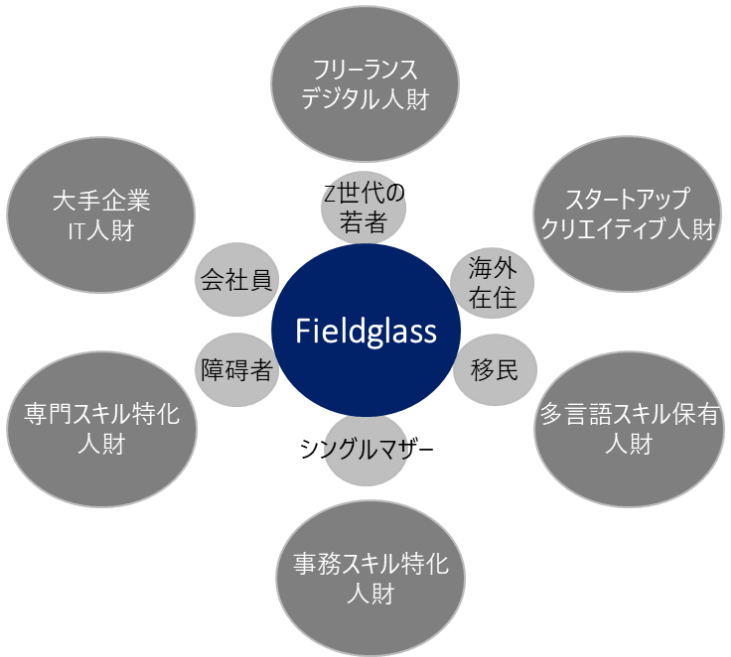 フリーランス
デジタル人財
大手企業
IT人財
スタートアップ
クリエイティブ人財
Z世代の
若者
会社員
海外
在住
Fieldglass
障碍者
移民
専門スキル特化
人財
多言語スキル保有
人財
シングルマザー
事務スキル特化
人財